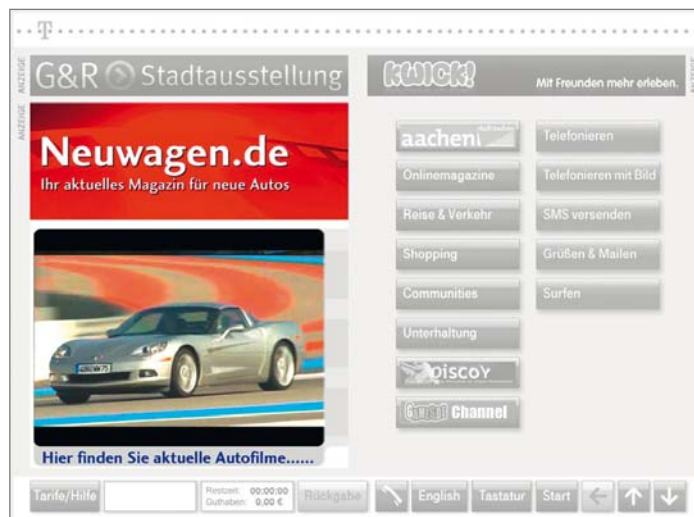 T
ANZEIGE
G&R Stadtausstellung
KWICK!
Mit Freunden mehr erleben.
ANZEIGE
ANZEIGE
Neuwagen.de
Ihr aktuelles Magazin für neue Autos
aachen
Telefonieren
Onlinemagazine
Telefonieren mit Bild
Reise & Verkehr
SMS versenden
Shopping
Grüßen & Mailen
Communities
Surfen
Unterhaltung
DISCOY
Channel
Hier finden Sie aktuelle Autofilme......
Tarife/Hilfe
Restzeit: 00:00:00
Guthaben: 0,00 €
Rückgabe
English
Tastatur
Start